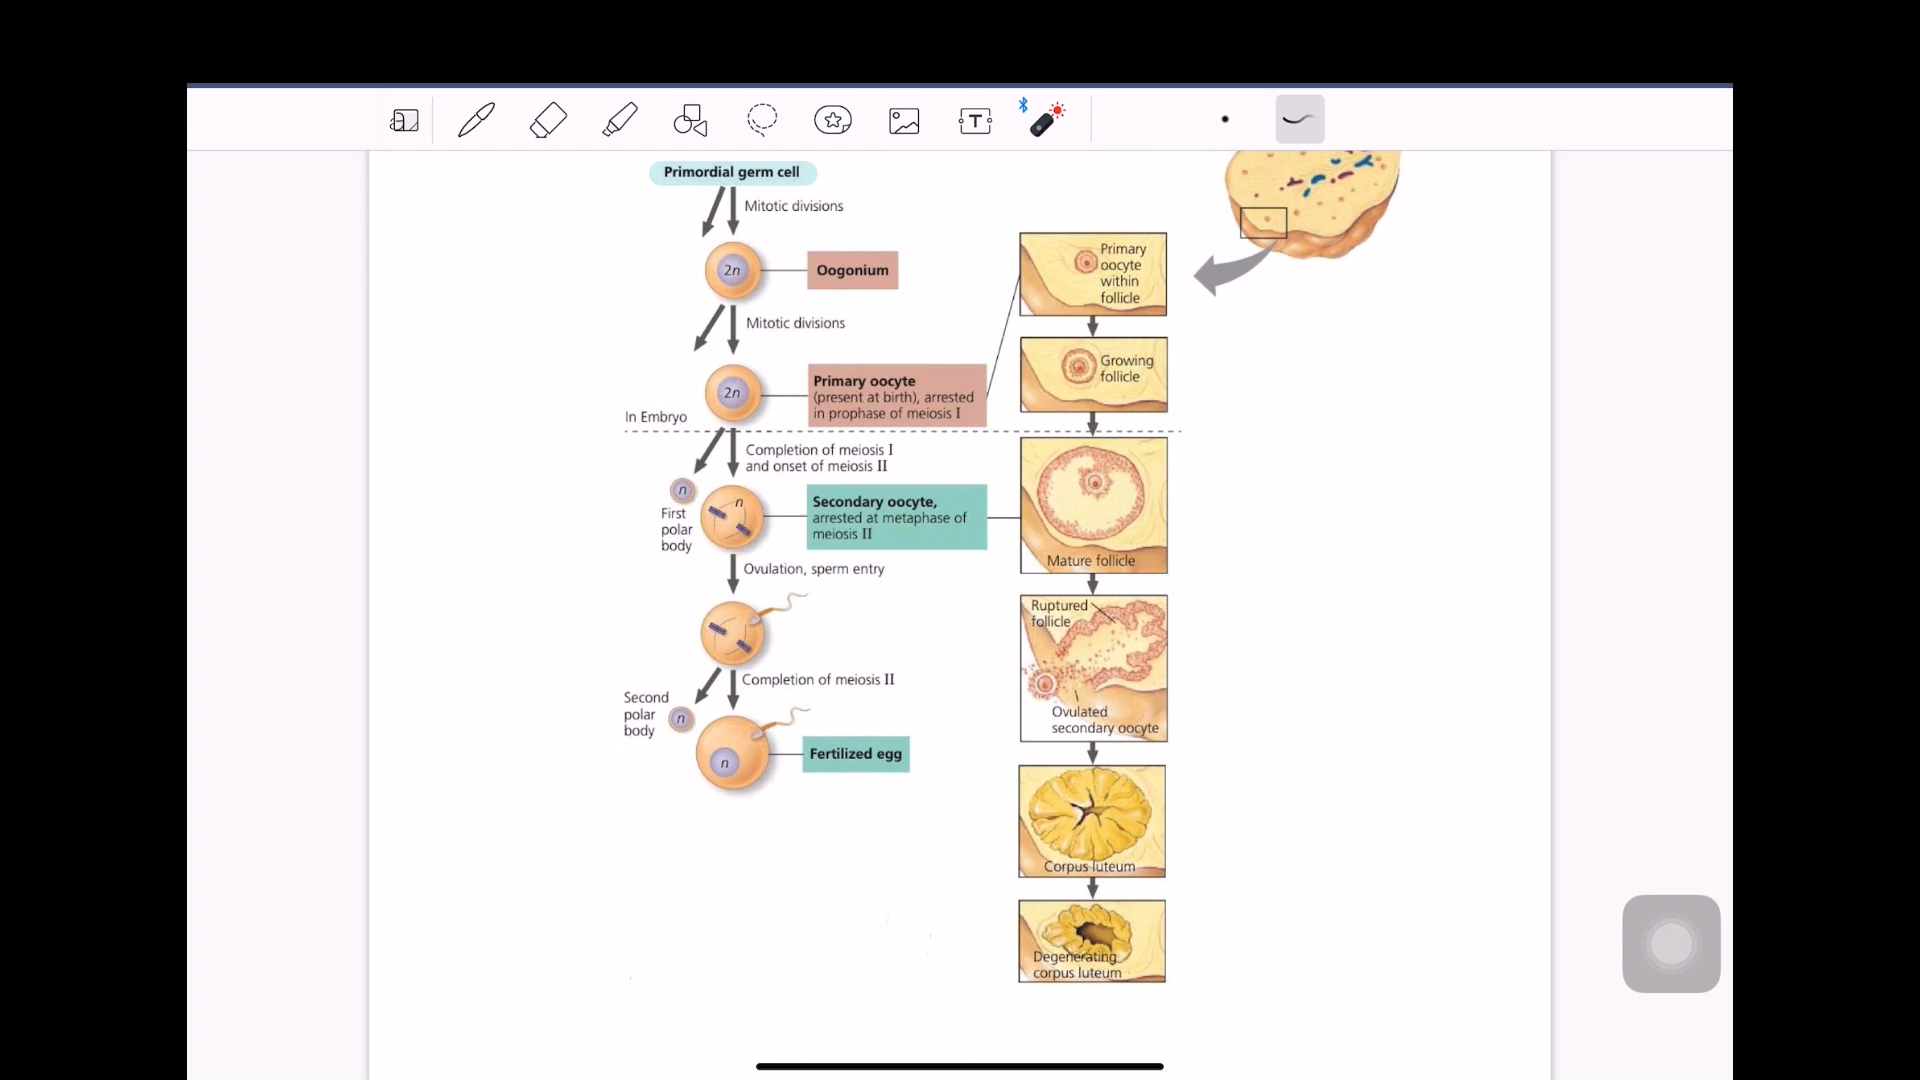 a
T
Primordial germ cell
Mitotic divisions
2n
Oogonium
Mitotic divisions
2n
Primary oocyte
(present at birth), arrested
in prophase of meiosis I
In Embryo
Completion of meiosis I
and onset of meiosis II
n
First
polar
body
n
Secondary oocyte,
arrested at metaphase of
meiosis II
Ovulation, sperm entry
Completion of meiosis II
Second
polar
body
n
n
Fertilized egg
Primary
oocyte
within
follicle
Growing
follicle
Mature follicle
Ruptured
follicle
Ovulated
secondary oocyte
Corpus luteum
Degenerating
corpus luteum